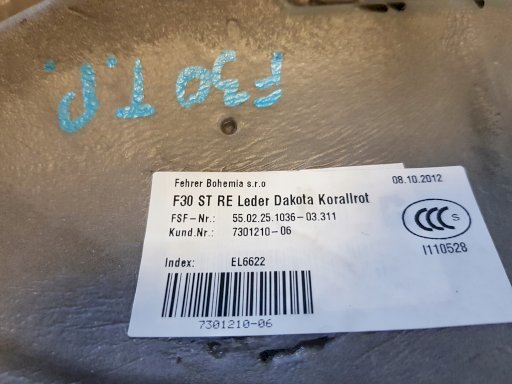 F30 T.P.
Fehrer Bohemia s.r.o
08.10.2012
F30 ST RE Leder Dakota Korallrot
FSF-Nr.: 55.02.25.1036-03.311
Kund.Nr.: 7301210-06
CCC S
I110528
Index: EL6622
7301210-06